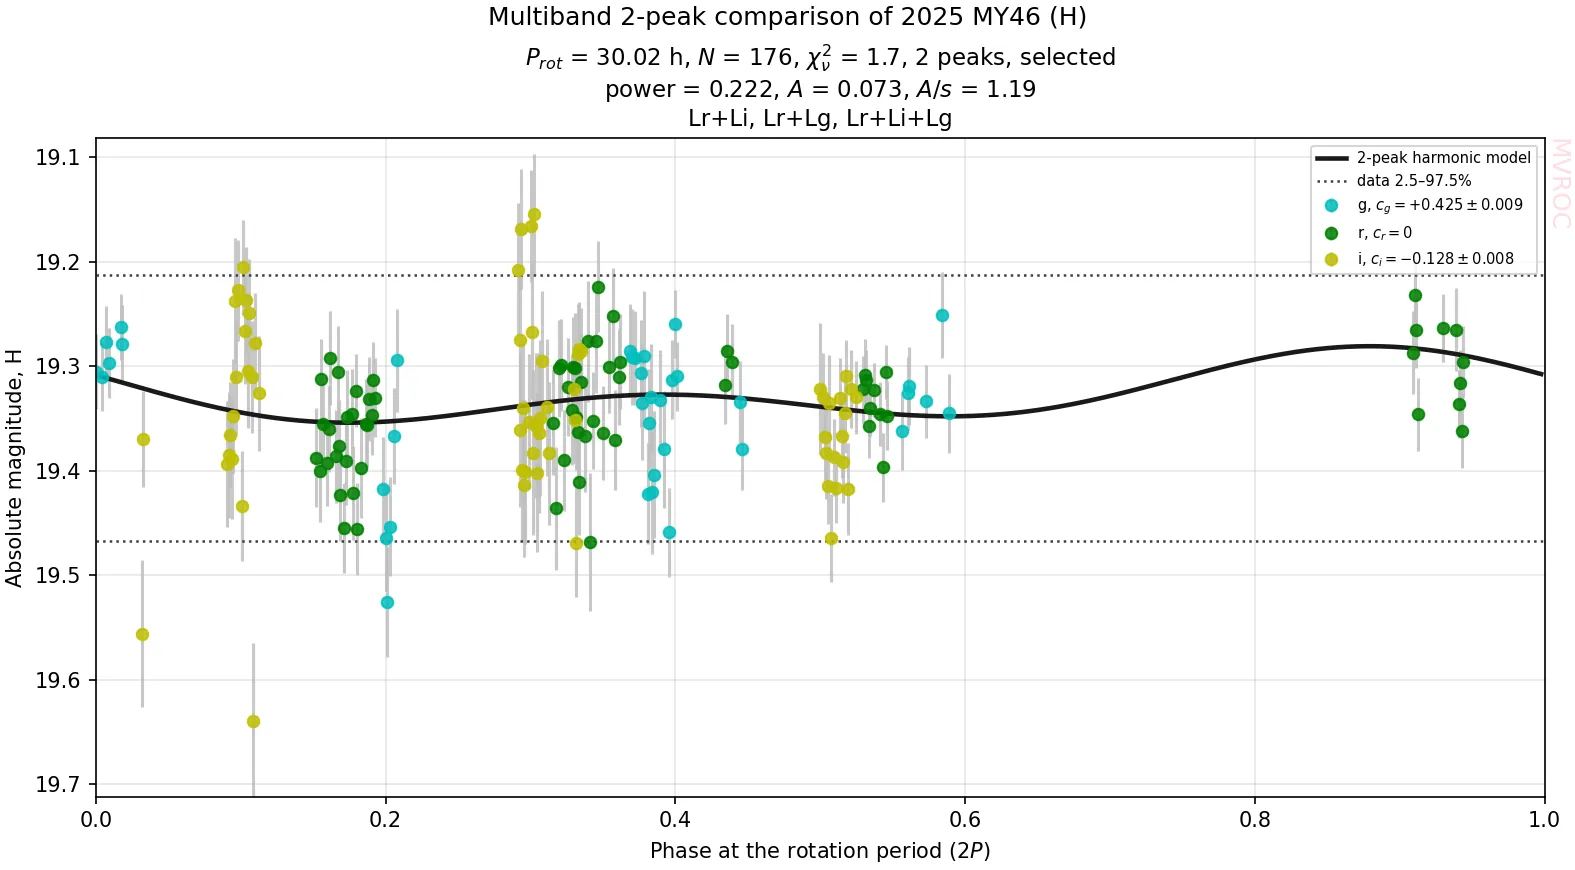 Multiband 2-peak comparison of 2025 MY46 (H)
P_rot = 30.02 h, N = 176, χ²_ν = 1.7, 2 peaks, selected
power = 0.222, A = 0.073, A/s = 1.19
Lr+Li, Lr+Lg, Lr+Li+Lg
2-peak harmonic model
data 2.5–97.5%
g, c_g = +0.425 ± 0.009
r, c_r = 0
i, c_i = −0.128 ± 0.008
MVROC
Absolute magnitude, H
19.1
19.2
19.3
19.4
19.5
19.6
19.7
0.0 0.2 0.4 0.6 0.8 1.0
Phase at the rotation period (2P)